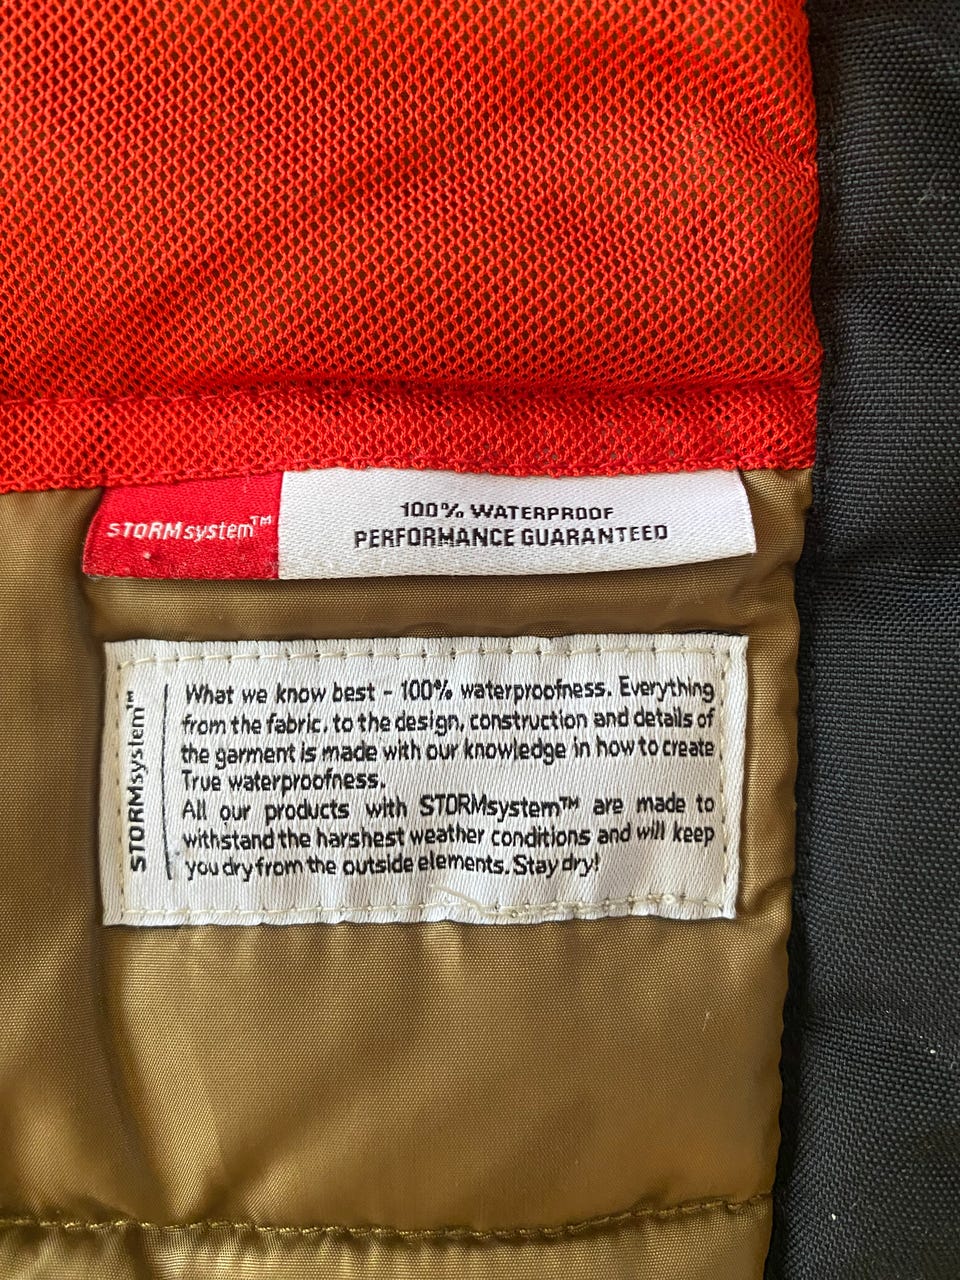 STORMsystem™
100% WATERPROOF
PERFORMANCE GUARANTEED
STORMsystem™
What we know best - 100% waterproofness. Everything
from the fabric, to the design, construction and details of
the garment is made with our knowledge in how to create
True waterproofness.
All our products with STORMsystem™ are made to
withstand the harshest weather conditions and will keep
you dry from the outside elements. Stay dry!